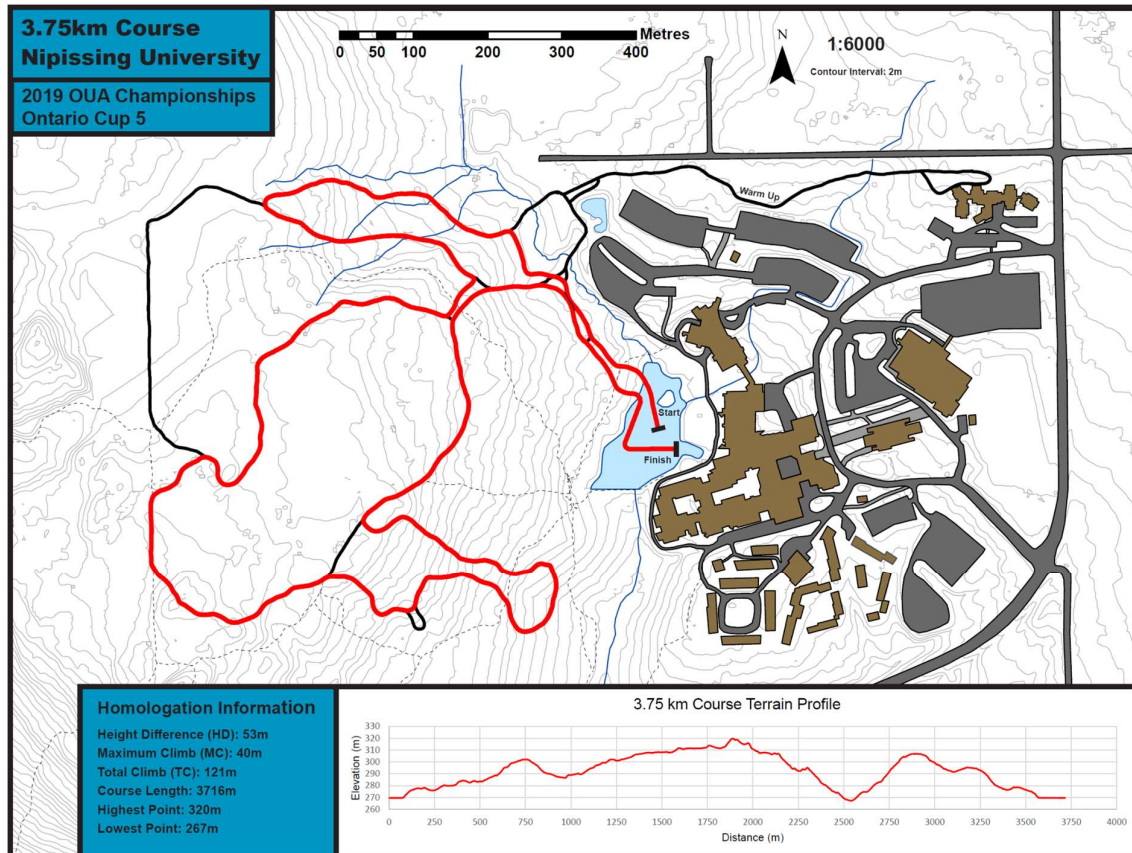 3.75km Course
Nipissing University
2019 OUA Championships
Ontario Cup 5
Metres
0 50 100 200 300 400
N
1:6000
Contour Interval: 2m
Warm Up
Start
Finish
Homologation Information
Height Difference (HD): 53m
Maximum Climb (MC): 40m
Total Climb (TC): 121m
Course Length: 3716m
Highest Point: 320m
Lowest Point: 267m
3.75 km Course Terrain Profile
Elevation (m)
330
320
310
300
290
280
270
260
0 250 500 750 1000 1250 1500 1750 2000 2250 2500 2750 3000 3250 3500 3750 4000
Distance (m)